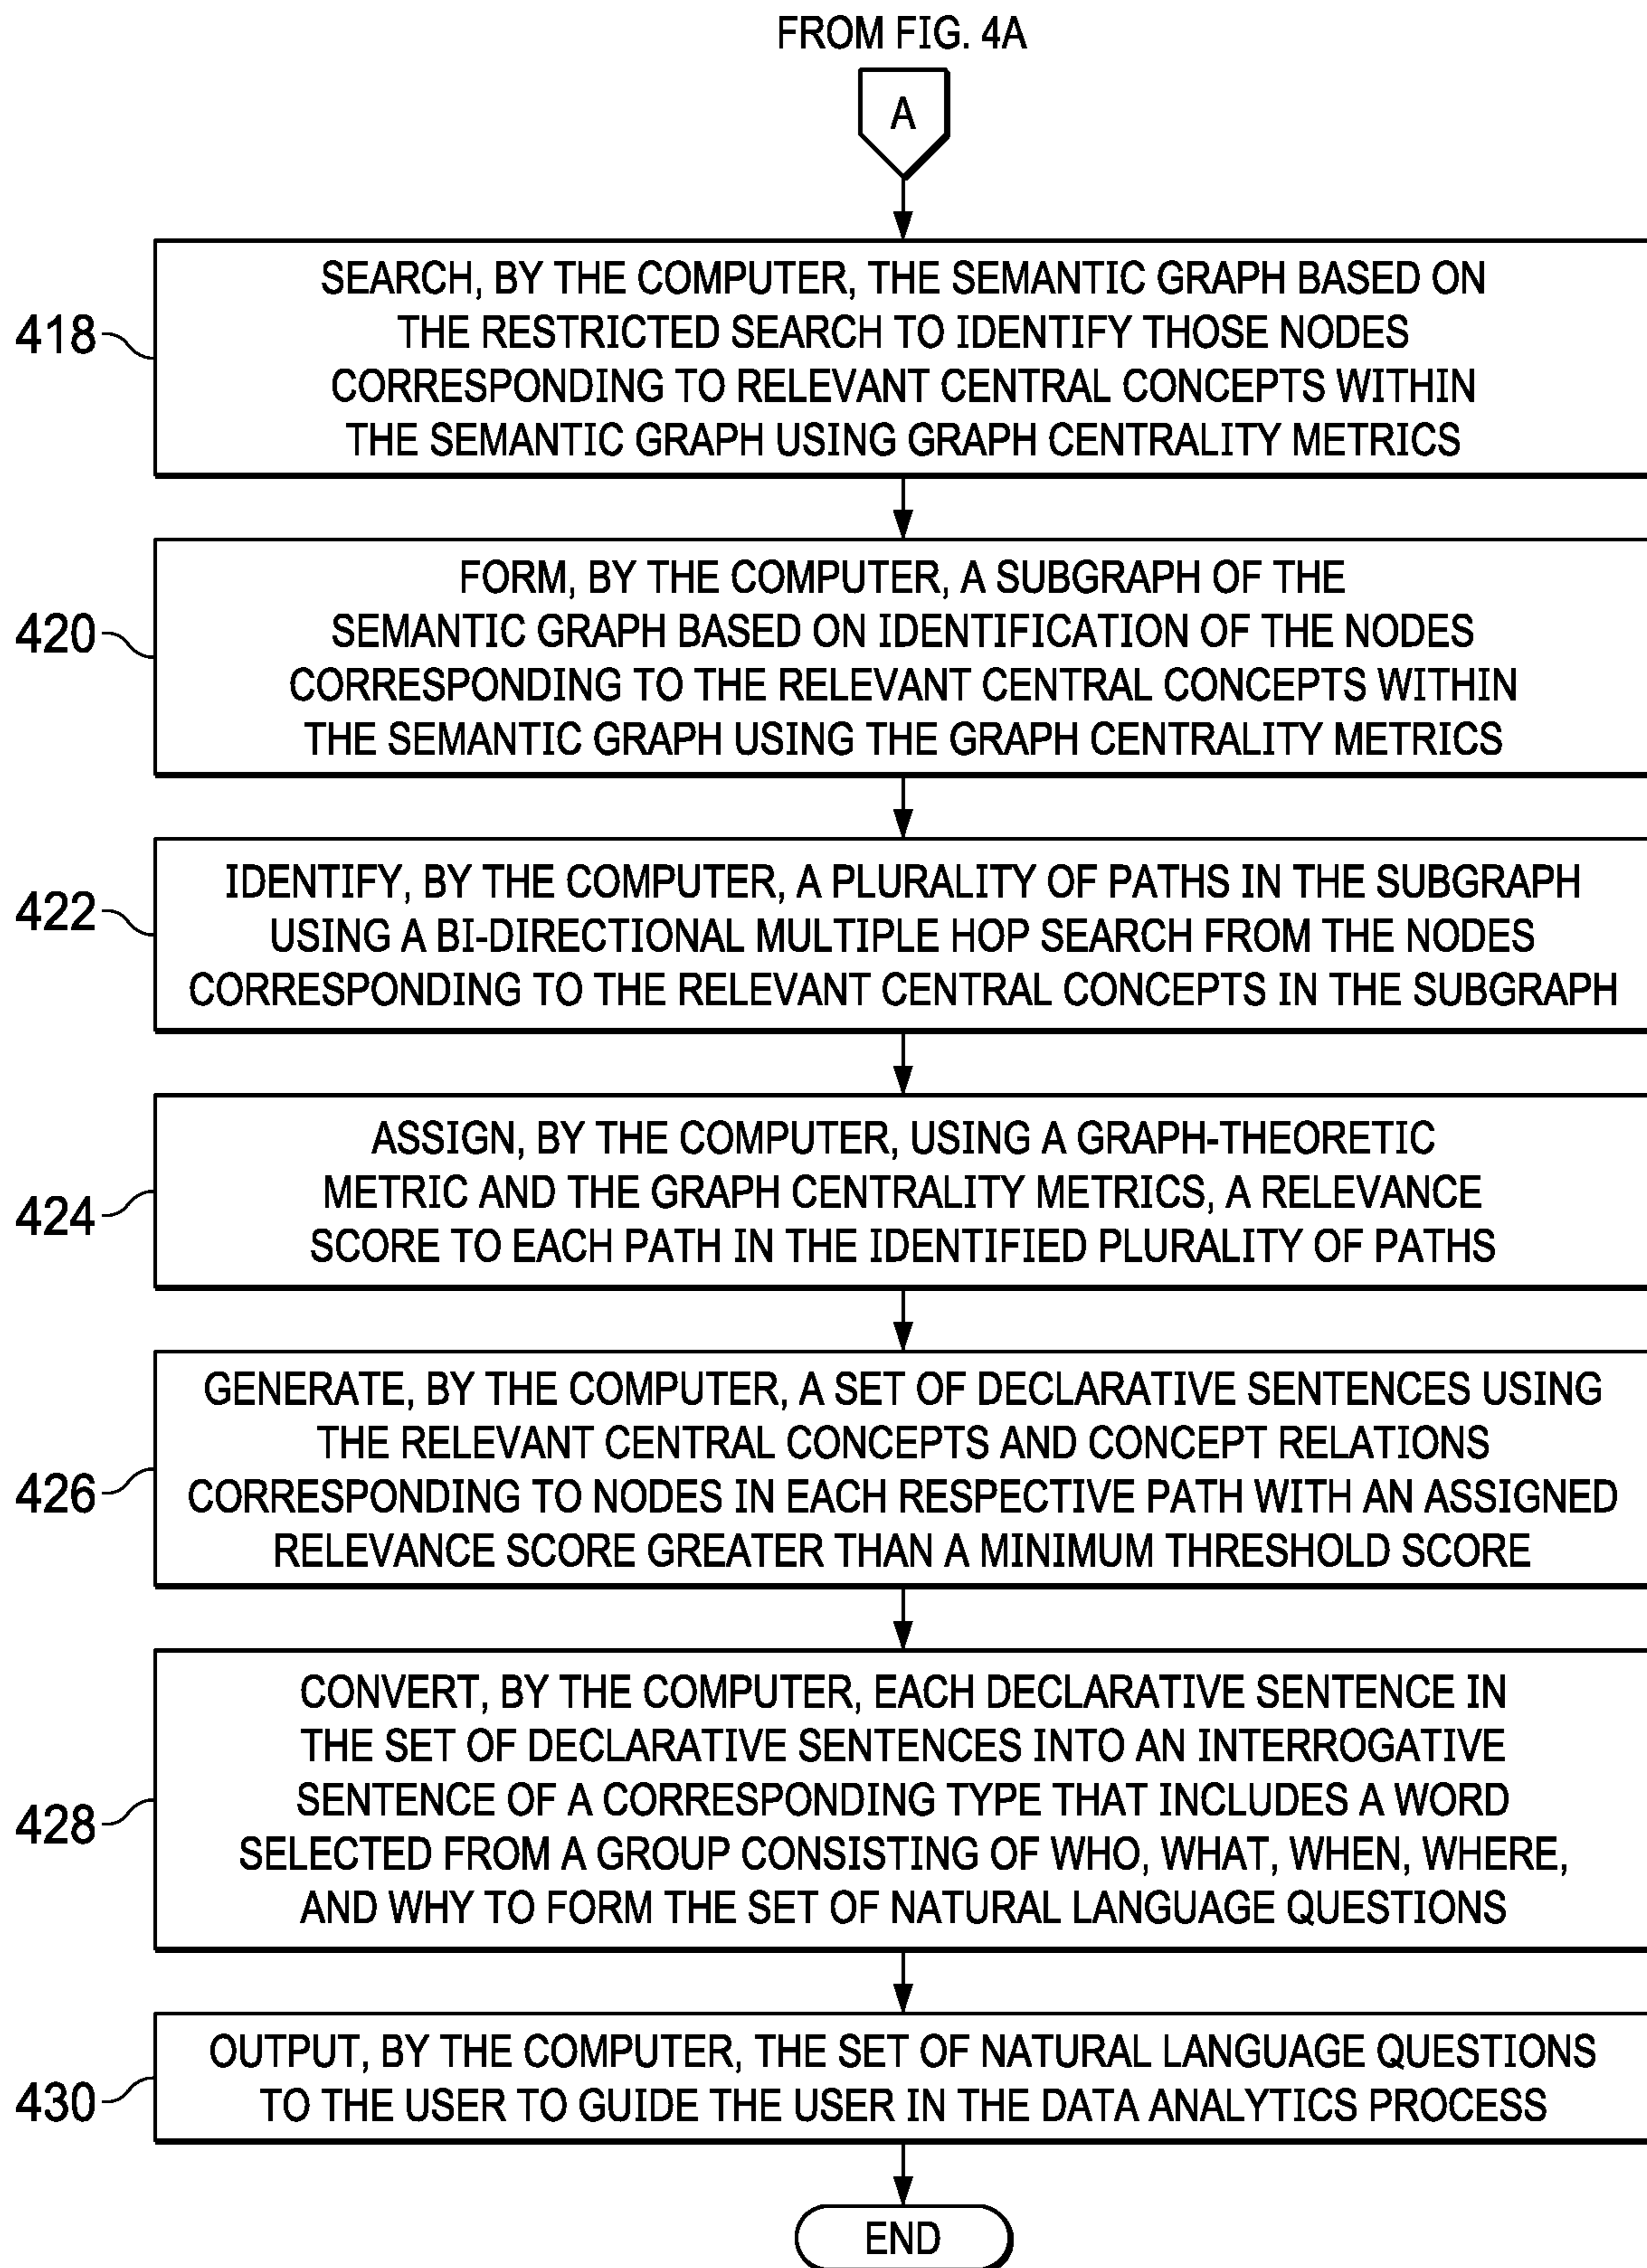 FROM FIG. 4A
A
418
SEARCH, BY THE COMPUTER, THE SEMANTIC GRAPH BASED ON
THE RESTRICTED SEARCH TO IDENTIFY THOSE NODES
CORRESPONDING TO RELEVANT CENTRAL CONCEPTS WITHIN
THE SEMANTIC GRAPH USING GRAPH CENTRALITY METRICS
420
FORM, BY THE COMPUTER, A SUBGRAPH OF THE
SEMANTIC GRAPH BASED ON IDENTIFICATION OF THE NODES
CORRESPONDING TO THE RELEVANT CENTRAL CONCEPTS WITHIN
THE SEMANTIC GRAPH USING THE GRAPH CENTRALITY METRICS
422
IDENTIFY, BY THE COMPUTER, A PLURALITY OF PATHS IN THE SUBGRAPH
USING A BI-DIRECTIONAL MULTIPLE HOP SEARCH FROM THE NODES
CORRESPONDING TO THE RELEVANT CENTRAL CONCEPTS IN THE SUBGRAPH
424
ASSIGN, BY THE COMPUTER, USING A GRAPH-THEORETIC
METRIC AND THE GRAPH CENTRALITY METRICS, A RELEVANCE
SCORE TO EACH PATH IN THE IDENTIFIED PLURALITY OF PATHS
426
GENERATE, BY THE COMPUTER, A SET OF DECLARATIVE SENTENCES USING
THE RELEVANT CENTRAL CONCEPTS AND CONCEPT RELATIONS
CORRESPONDING TO NODES IN EACH RESPECTIVE PATH WITH AN ASSIGNED
RELEVANCE SCORE GREATER THAN A MINIMUM THRESHOLD SCORE
428
CONVERT, BY THE COMPUTER, EACH DECLARATIVE SENTENCE IN
THE SET OF DECLARATIVE SENTENCES INTO AN INTERROGATIVE
SENTENCE OF A CORRESPONDING TYPE THAT INCLUDES A WORD
SELECTED FROM A GROUP CONSISTING OF WHO, WHAT, WHEN, WHERE,
AND WHY TO FORM THE SET OF NATURAL LANGUAGE QUESTIONS
430
OUTPUT, BY THE COMPUTER, THE SET OF NATURAL LANGUAGE QUESTIONS
TO THE USER TO GUIDE THE USER IN THE DATA ANALYTICS PROCESS
END